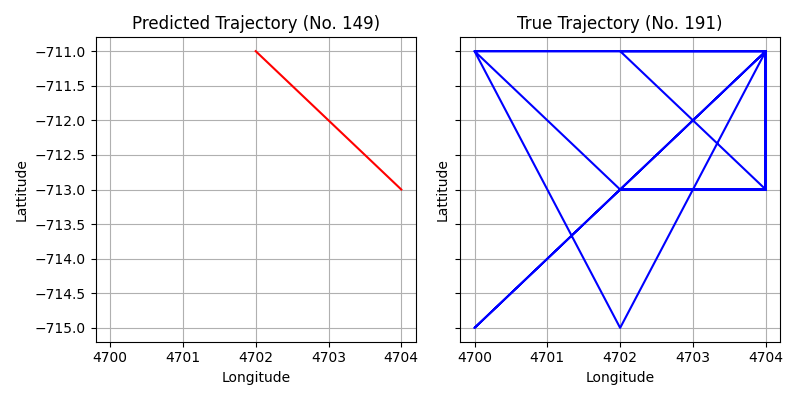 Predicted Trajectory (No. 149)
−711.0
−711.5
−712.0
−712.5
−713.0
−713.5
−714.0
−714.5
−715.0
Lattitude
4700 4701 4702 4703 4704
Longitude
True Trajectory (No. 191)
Lattitude
4700 4701 4702 4703 4704
Longitude